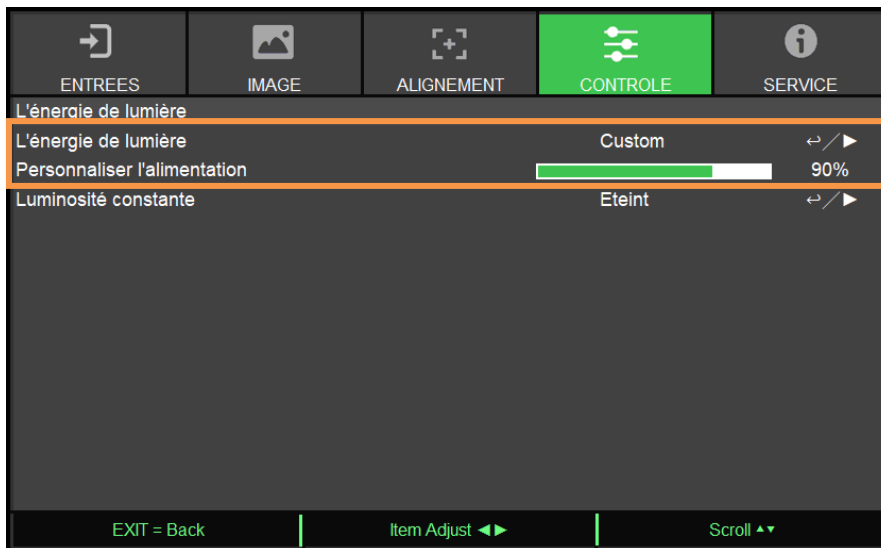 ENTREES IMAGE ALIGNEMENT CONTROLE SERVICE
L'énergie de lumière
L'énergie de lumière Custom ↩/▶
Personnaliser l'alimentation 90%
Luminosité constante Eteint ↩/▶
EXIT = Back Item Adjust ◀▶ Scroll ▲▼